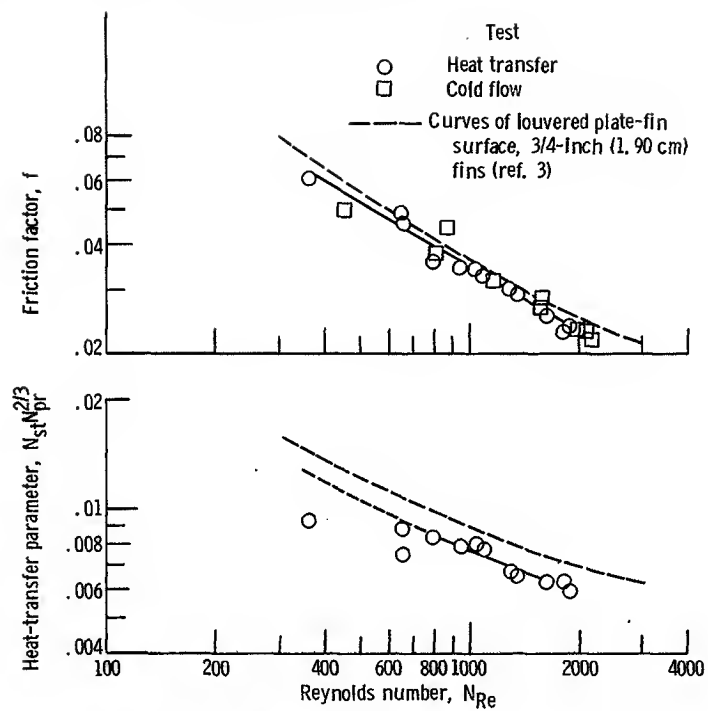 Test
Heat transfer
Cold flow
Curves of louvered plate-fin
surface, 3/4-inch (1.90 cm)
fins (ref. 3)
Friction factor, f
.08
.06
.04
.02
Heat-transfer parameter, N_St N_Pr^2/3
.02
.01
.008
.006
.004
100 200 400 600 800 1000 2000 4000
Reynolds number, N_Re